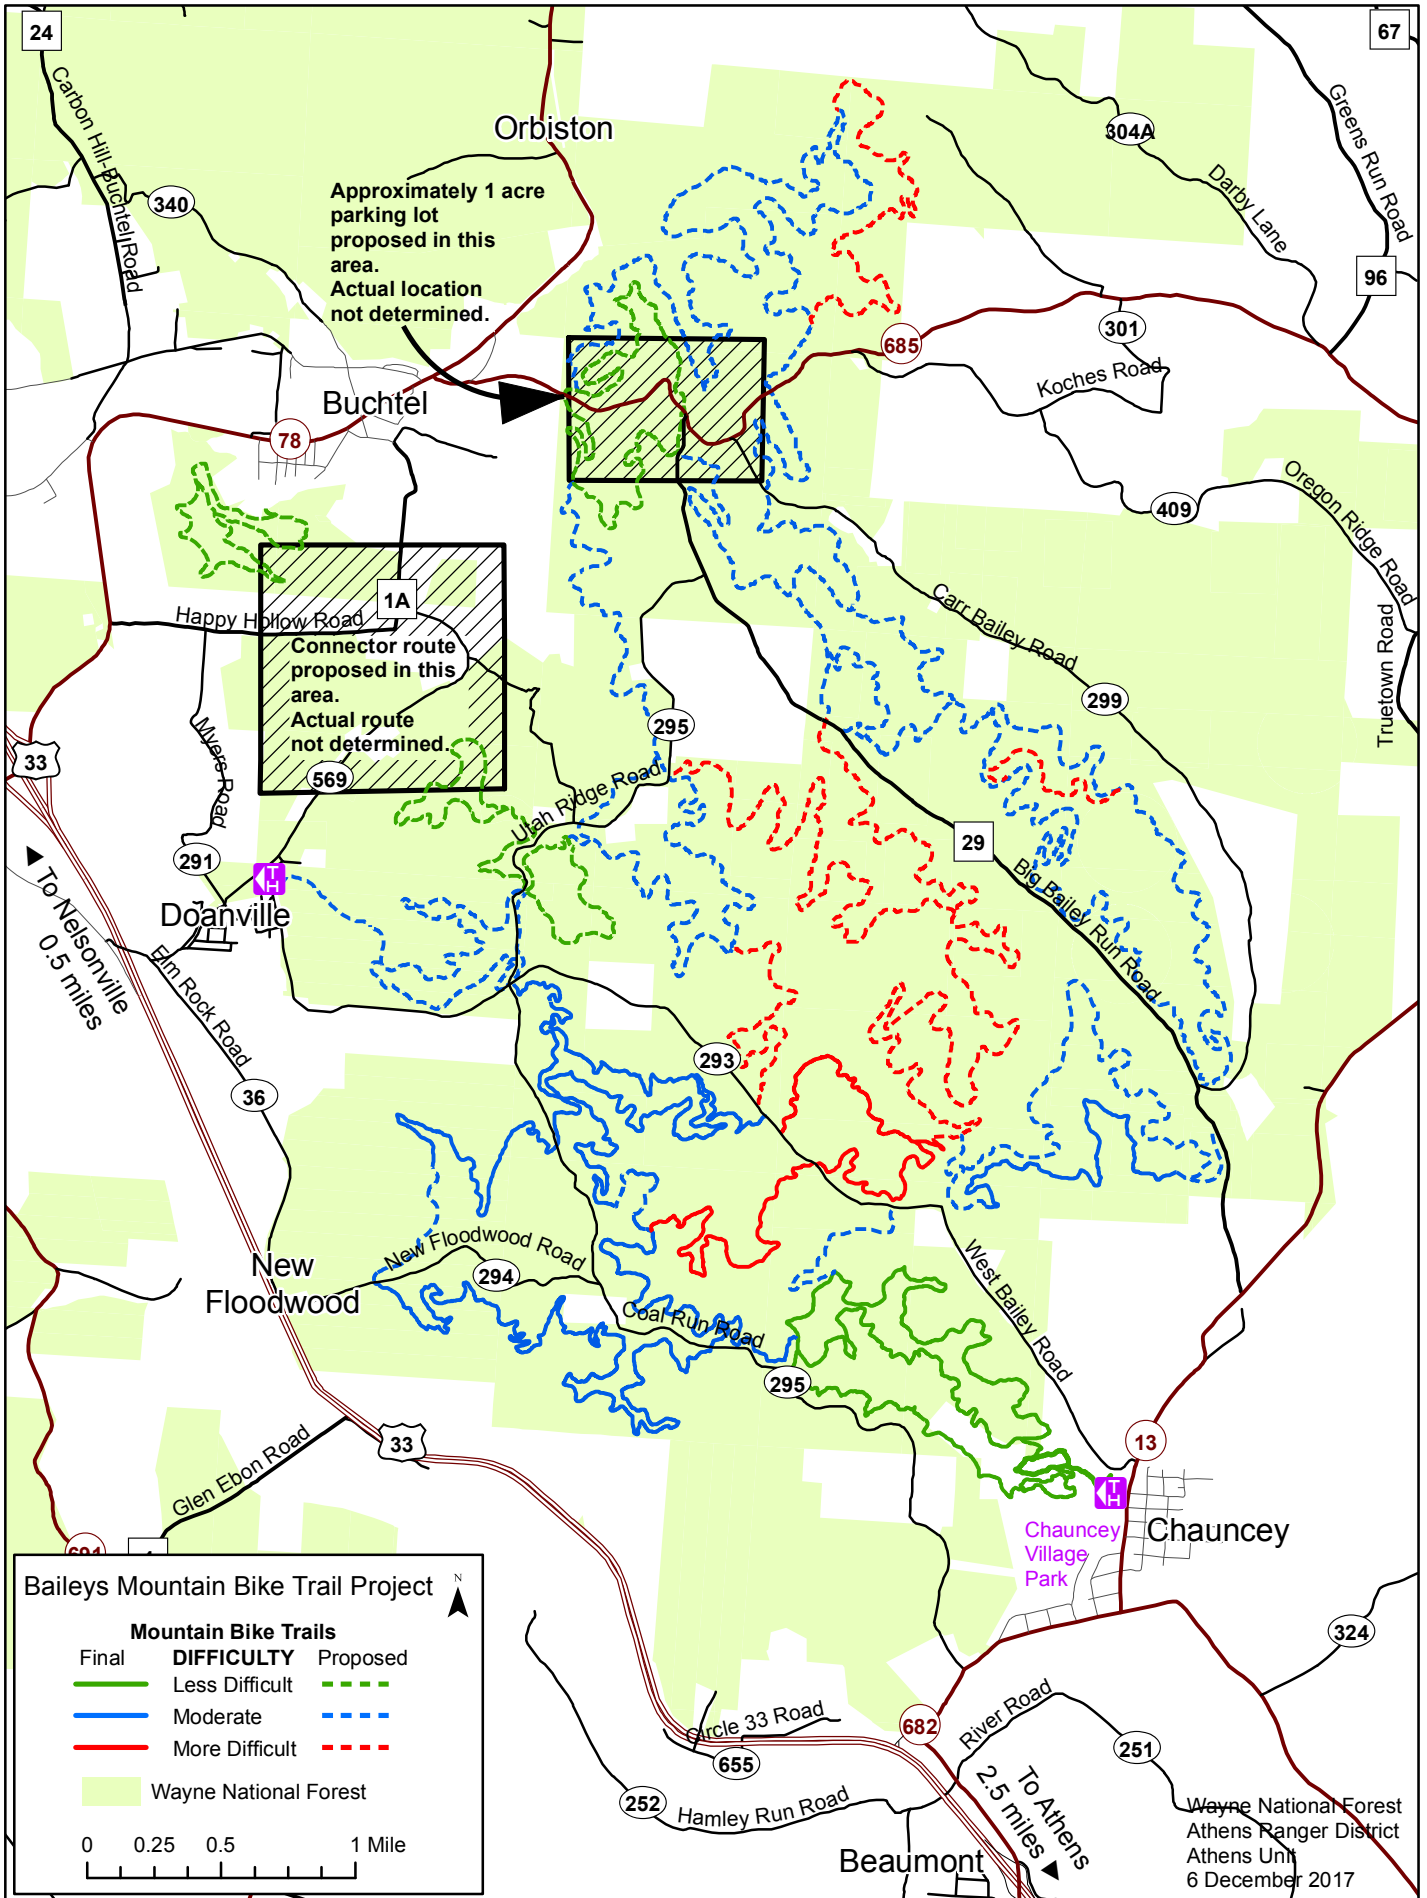 24
67
Carbon Hill-Buchtel Road
Greens Run Road
Orbiston
304A
Darby Lane
340
Approximately 1 acre
parking lot
proposed in this
area.
Actual location
not determined.
96
301
685
Koches Road
Buchtel
78
Oregon Ridge Road
409
1A
Happy Hollow Road
Carr Bailey Road
Truetown Road
Connector route
proposed in this
area.
Actual route
not determined.
299
295
Myers Road
33
569
Utah Ridge Road
29
291
TH
Big Bailey Run Road
Doanville
To Nelsonville
0.5 miles
Elm Rock Road
293
36
New Floodwood Road
New
Floodwood
294
West Bailey Road
Coal Run Road
295
33
13
Glen Ebon Road
TH
Chauncey
Village
Park
Chauncey
691
Baileys Mountain Bike Trail Project
N
Mountain Bike Trails
Final DIFFICULTY Proposed
Less Difficult
Moderate
More Difficult
Wayne National Forest
0 0.25 0.5 1 Mile
324
Circle 33 Road
682
River Road
655
251
252
Hamley Run Road
To Athens
2.5 miles
Beaumont
Wayne National Forest
Athens Ranger District
Athens Unit
6 December 2017